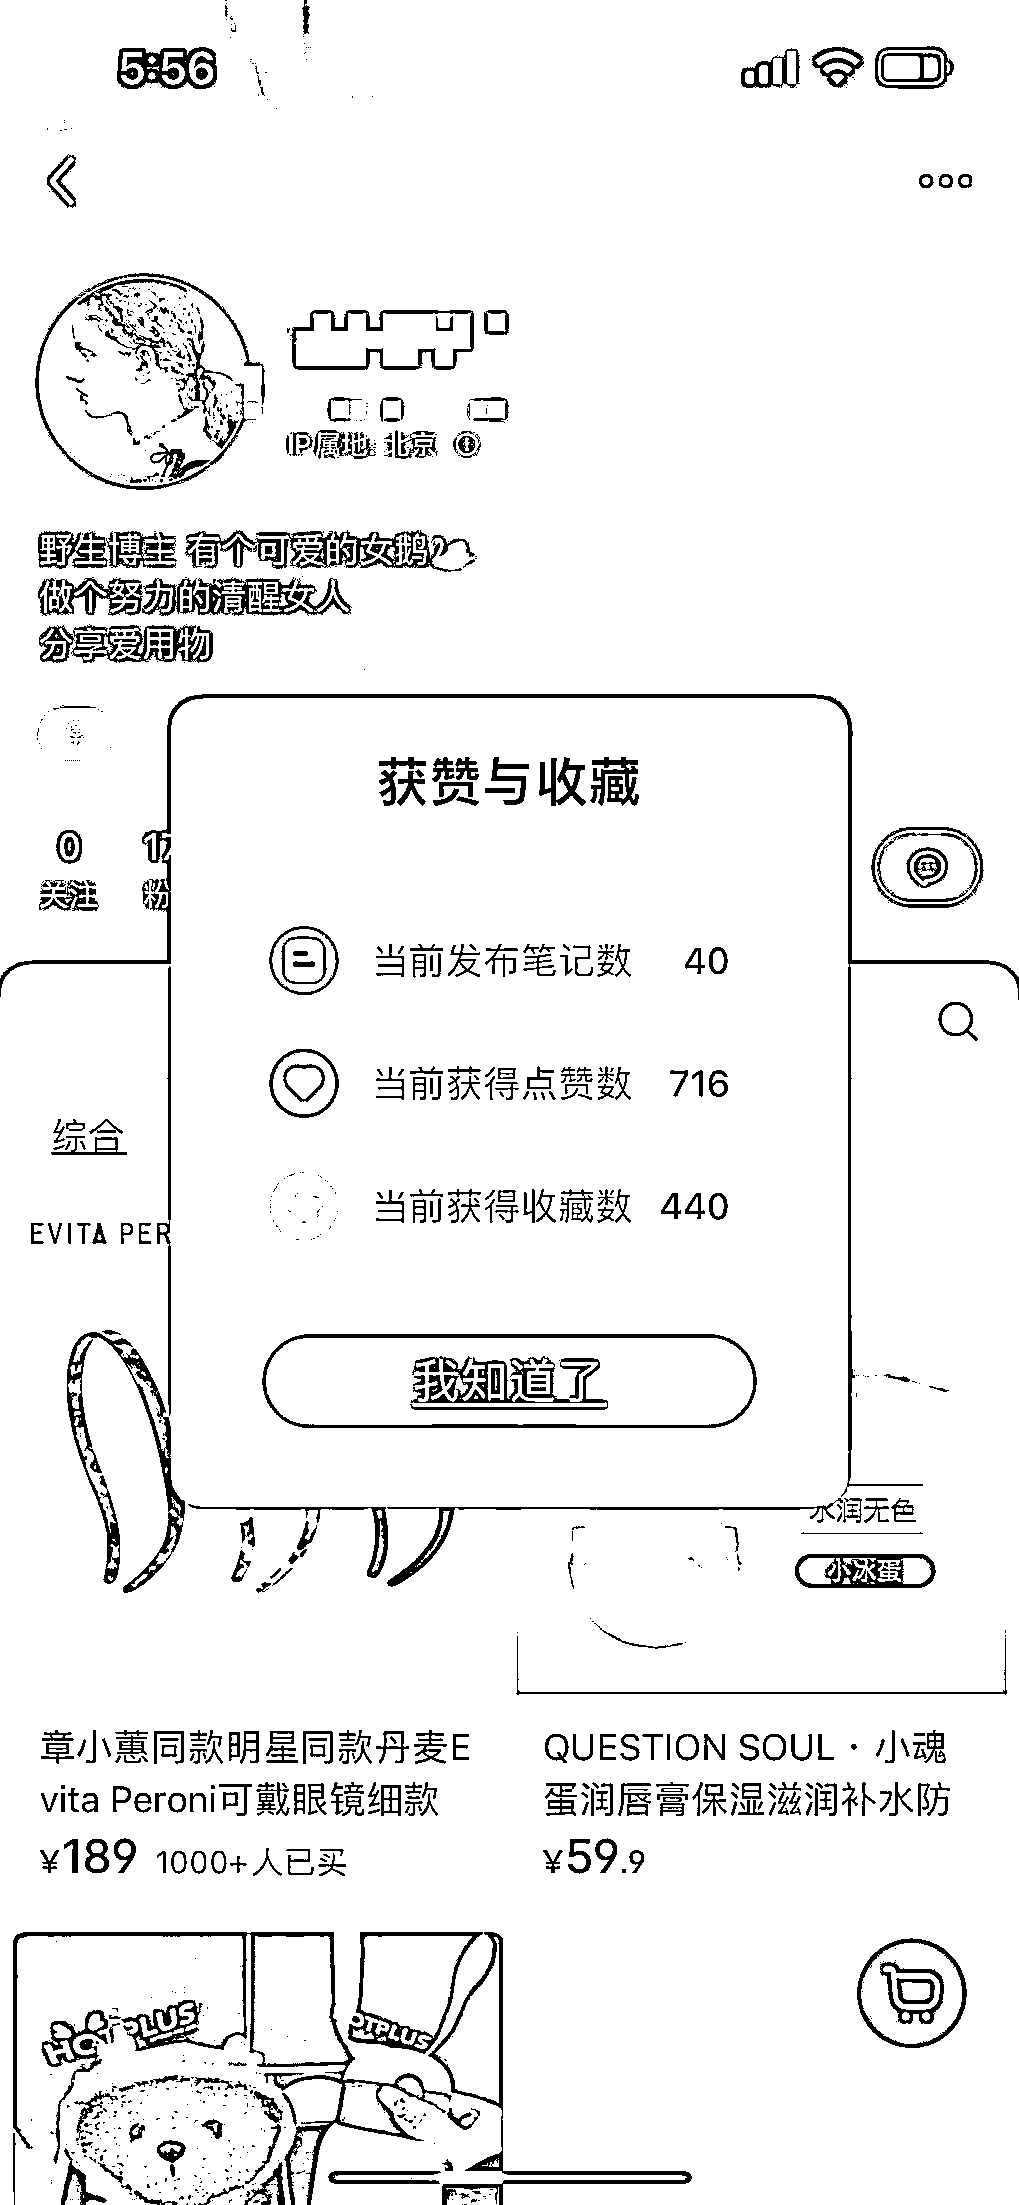 5:56
IP属地：北京
野生博主 有个可爱的女鹅
做个努力的清醒女人
分享爱用物
获赞与收藏
0
17
关注
粉
当前发布笔记数 40
当前获得点赞数 716
综合
当前获得收藏数 440
EVITA PER
我知道了
水润无色
小冰蛋
章小蕙同款明星同款丹麦E
vita Peroni可戴眼镜细款
¥189 1000+人已买
QUESTION SOUL · 小魂
蛋润唇膏保湿滋润补水防
¥59.9
HOTPLUS
OTPLUS